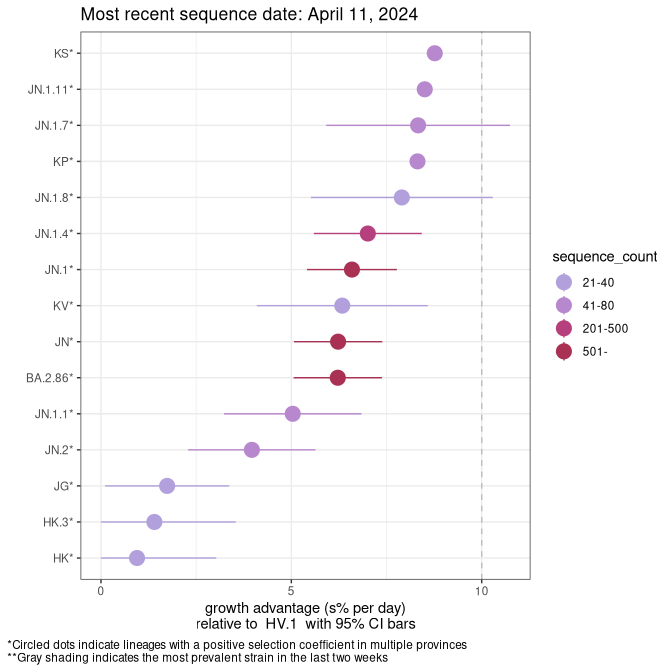 Most recent sequence date: April 11, 2024
KS*
JN.1.11*
JN.1.7*
KP*
JN.1.8*
JN.1.4*
JN.1*
KV*
JN*
BA.2.86*
JN.1.1*
JN.2*
JG*
HK.3*
HK*
0 5 10
growth advantage (s% per day)
relative to HV.1 with 95% CI bars
sequence_count
21-40
41-80
201-500
501-
*Circled dots indicate lineages with a positive selection coefficient in multiple provinces
**Gray shading indicates the most prevalent strain in the last two weeks